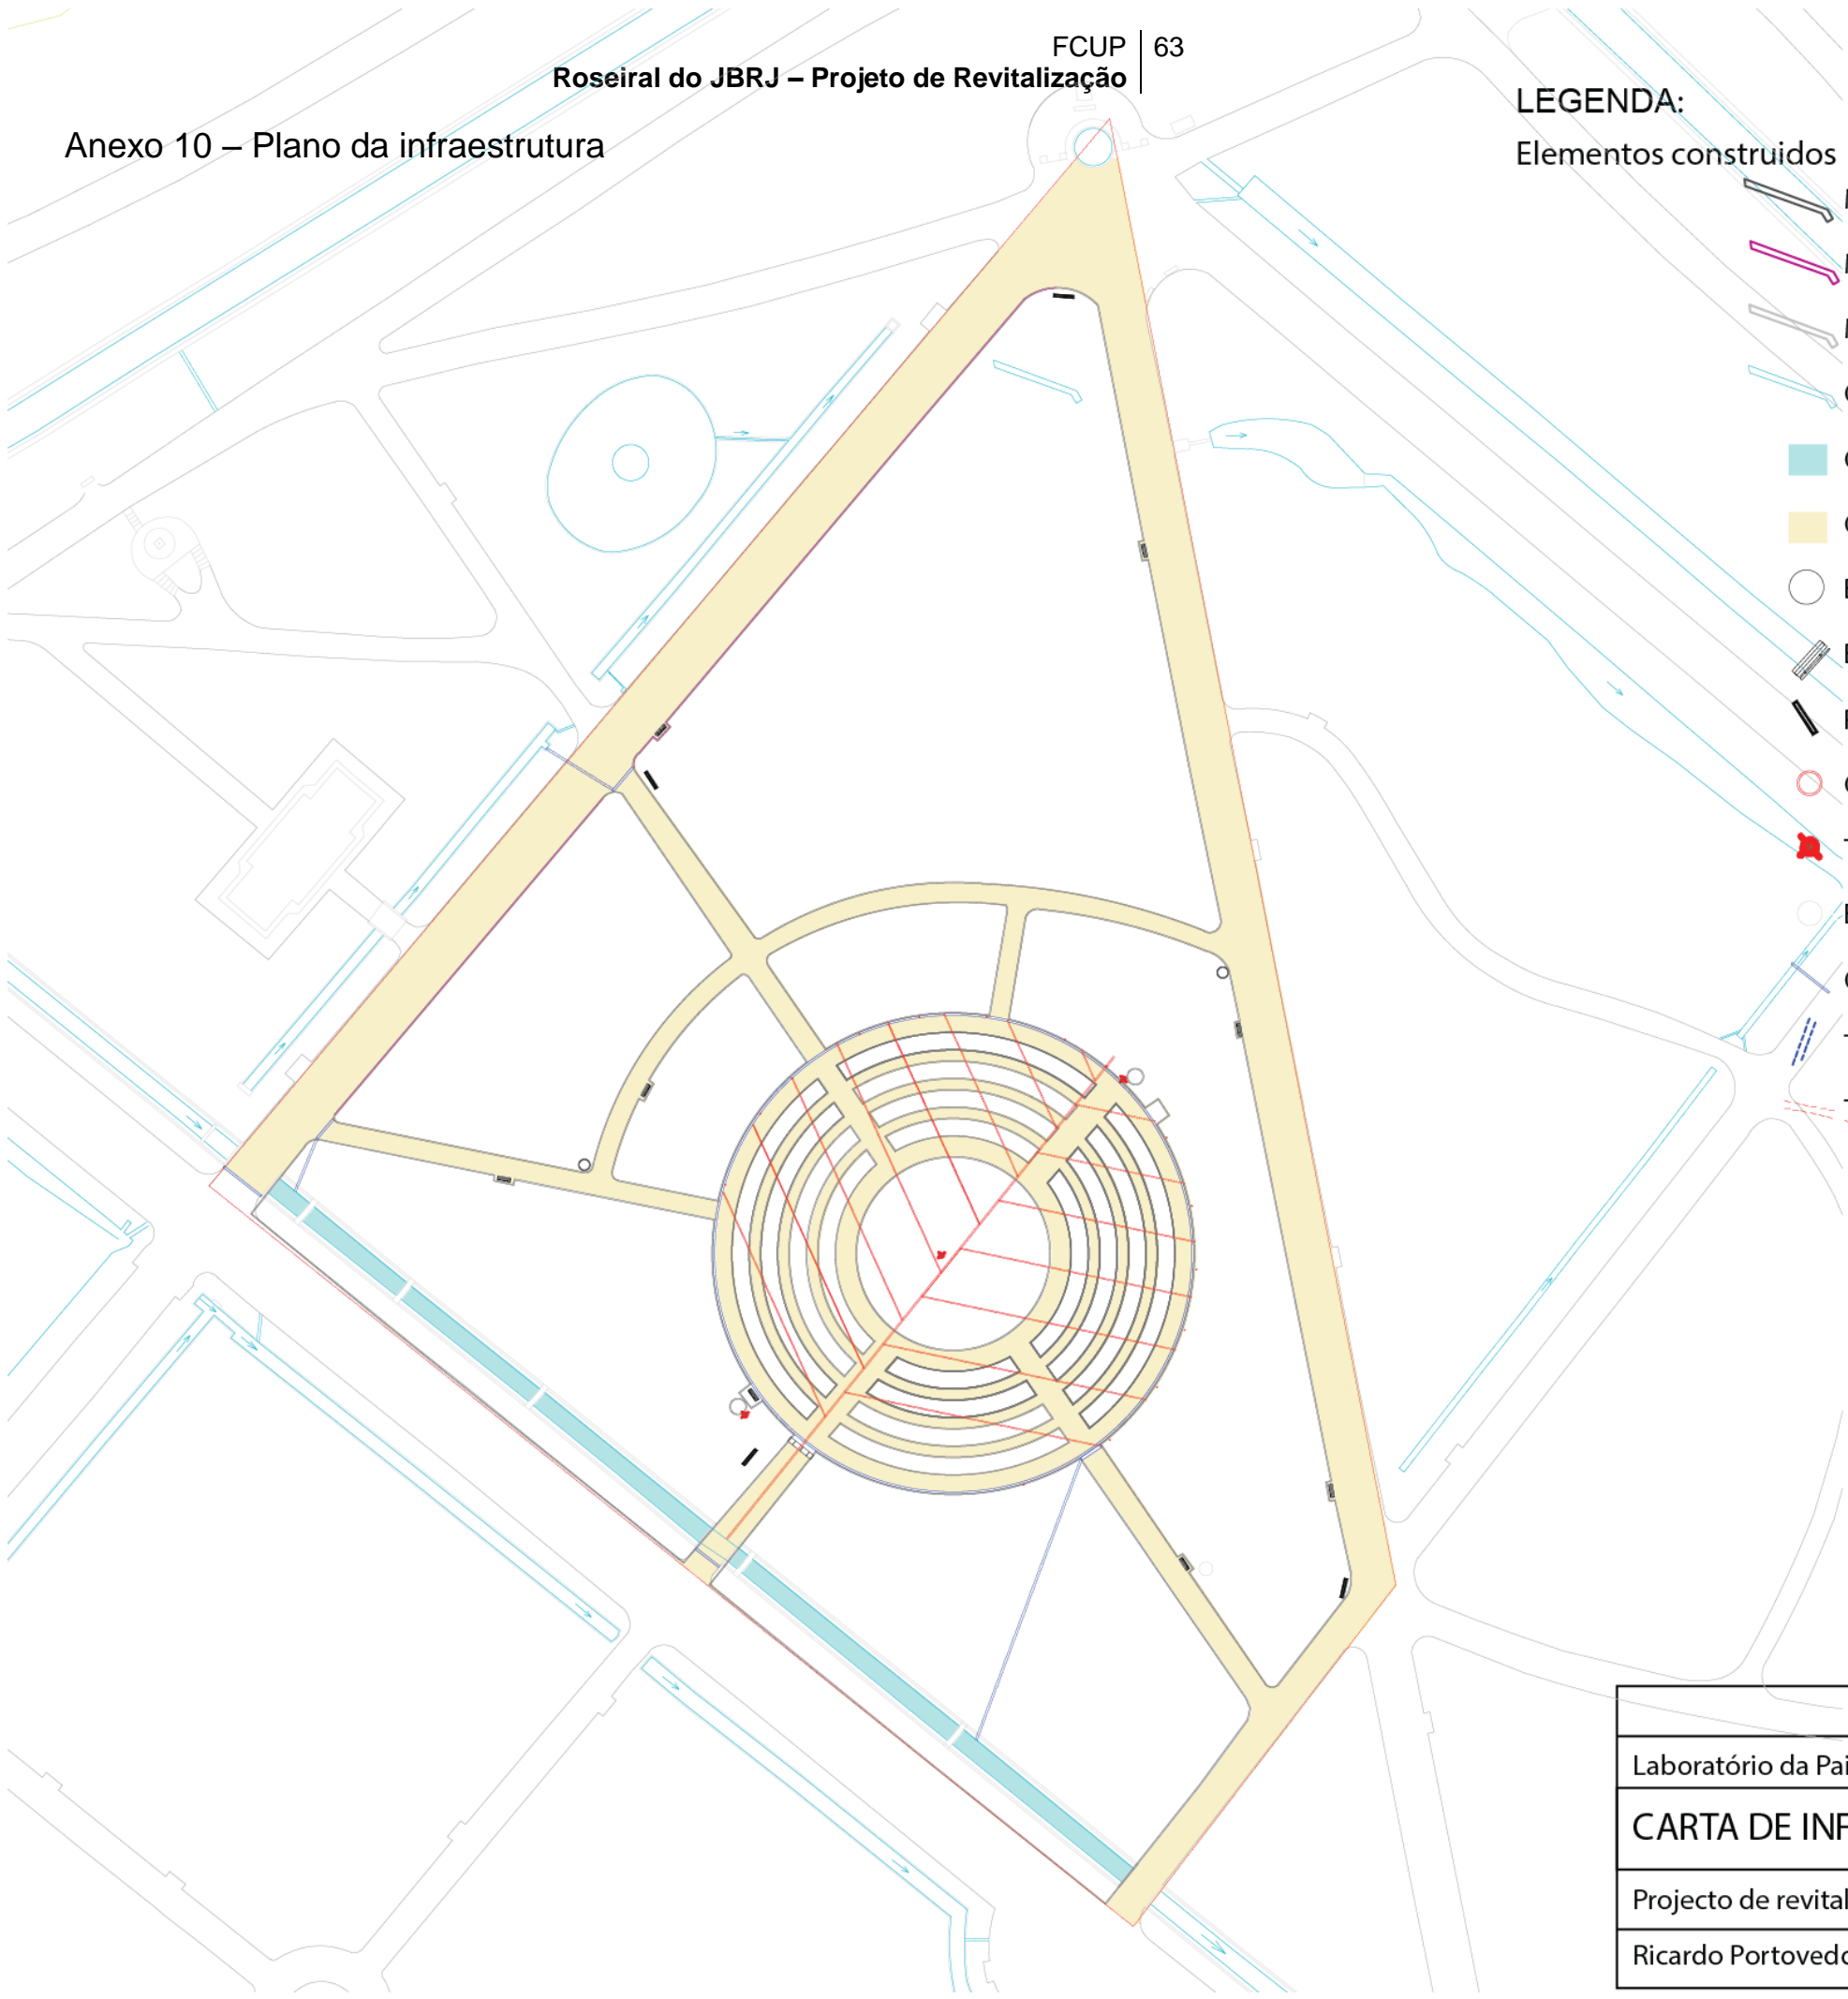 FCUP 63
Roseiral do JBRJ – Projeto de Revitalização
Anexo 10 – Plano da infraestrutura
LEGENDA:
Elementos construidos
Laboratório da Pai
CARTA DE INF
Projecto de revital
Ricardo Portovedo